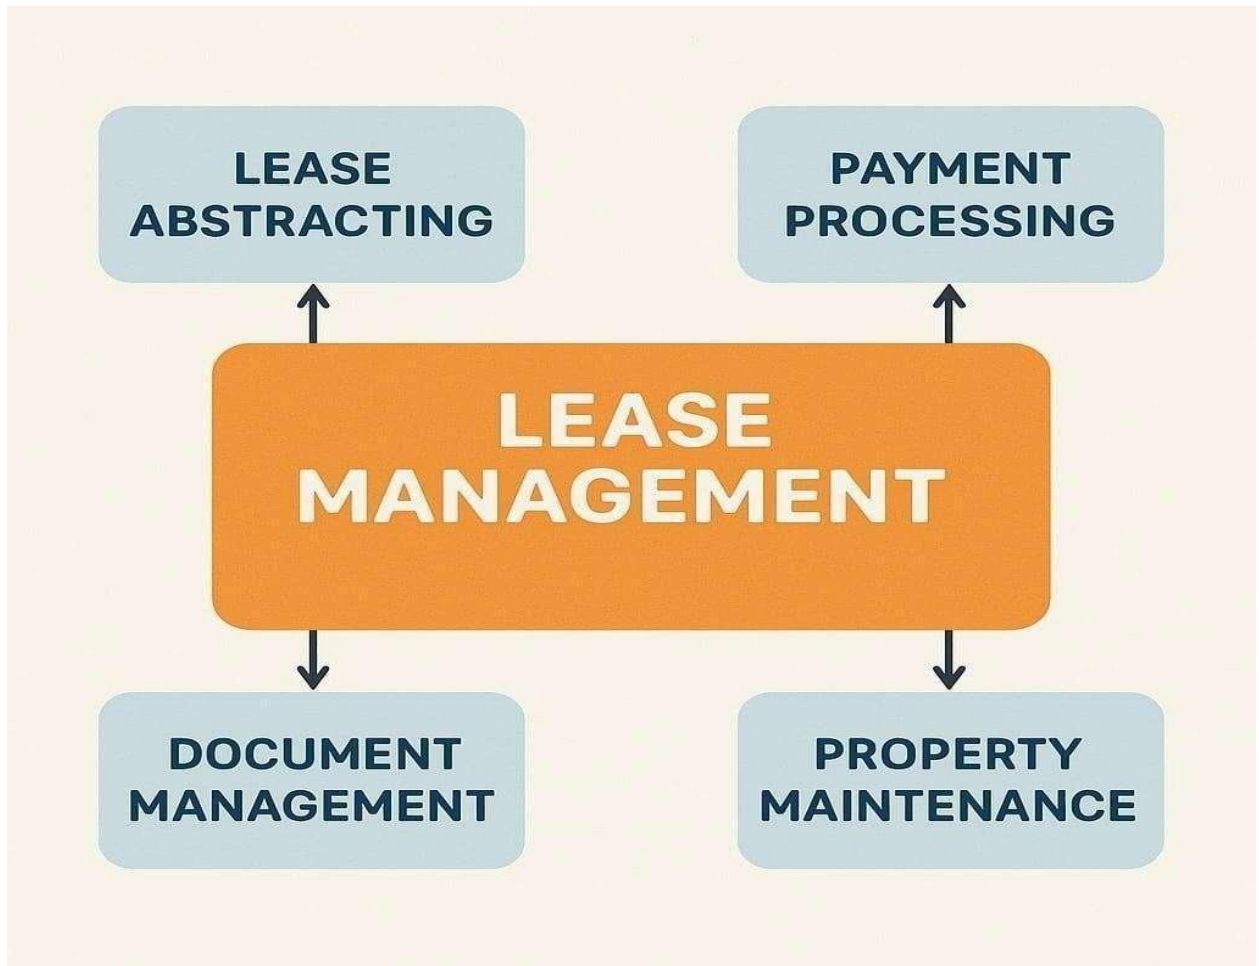 LEASE
ABSTRACTING
PAYMENT
PROCESSING
LEASE
MANAGEMENT
DOCUMENT
MANAGEMENT
PROPERTY
MAINTENANCE